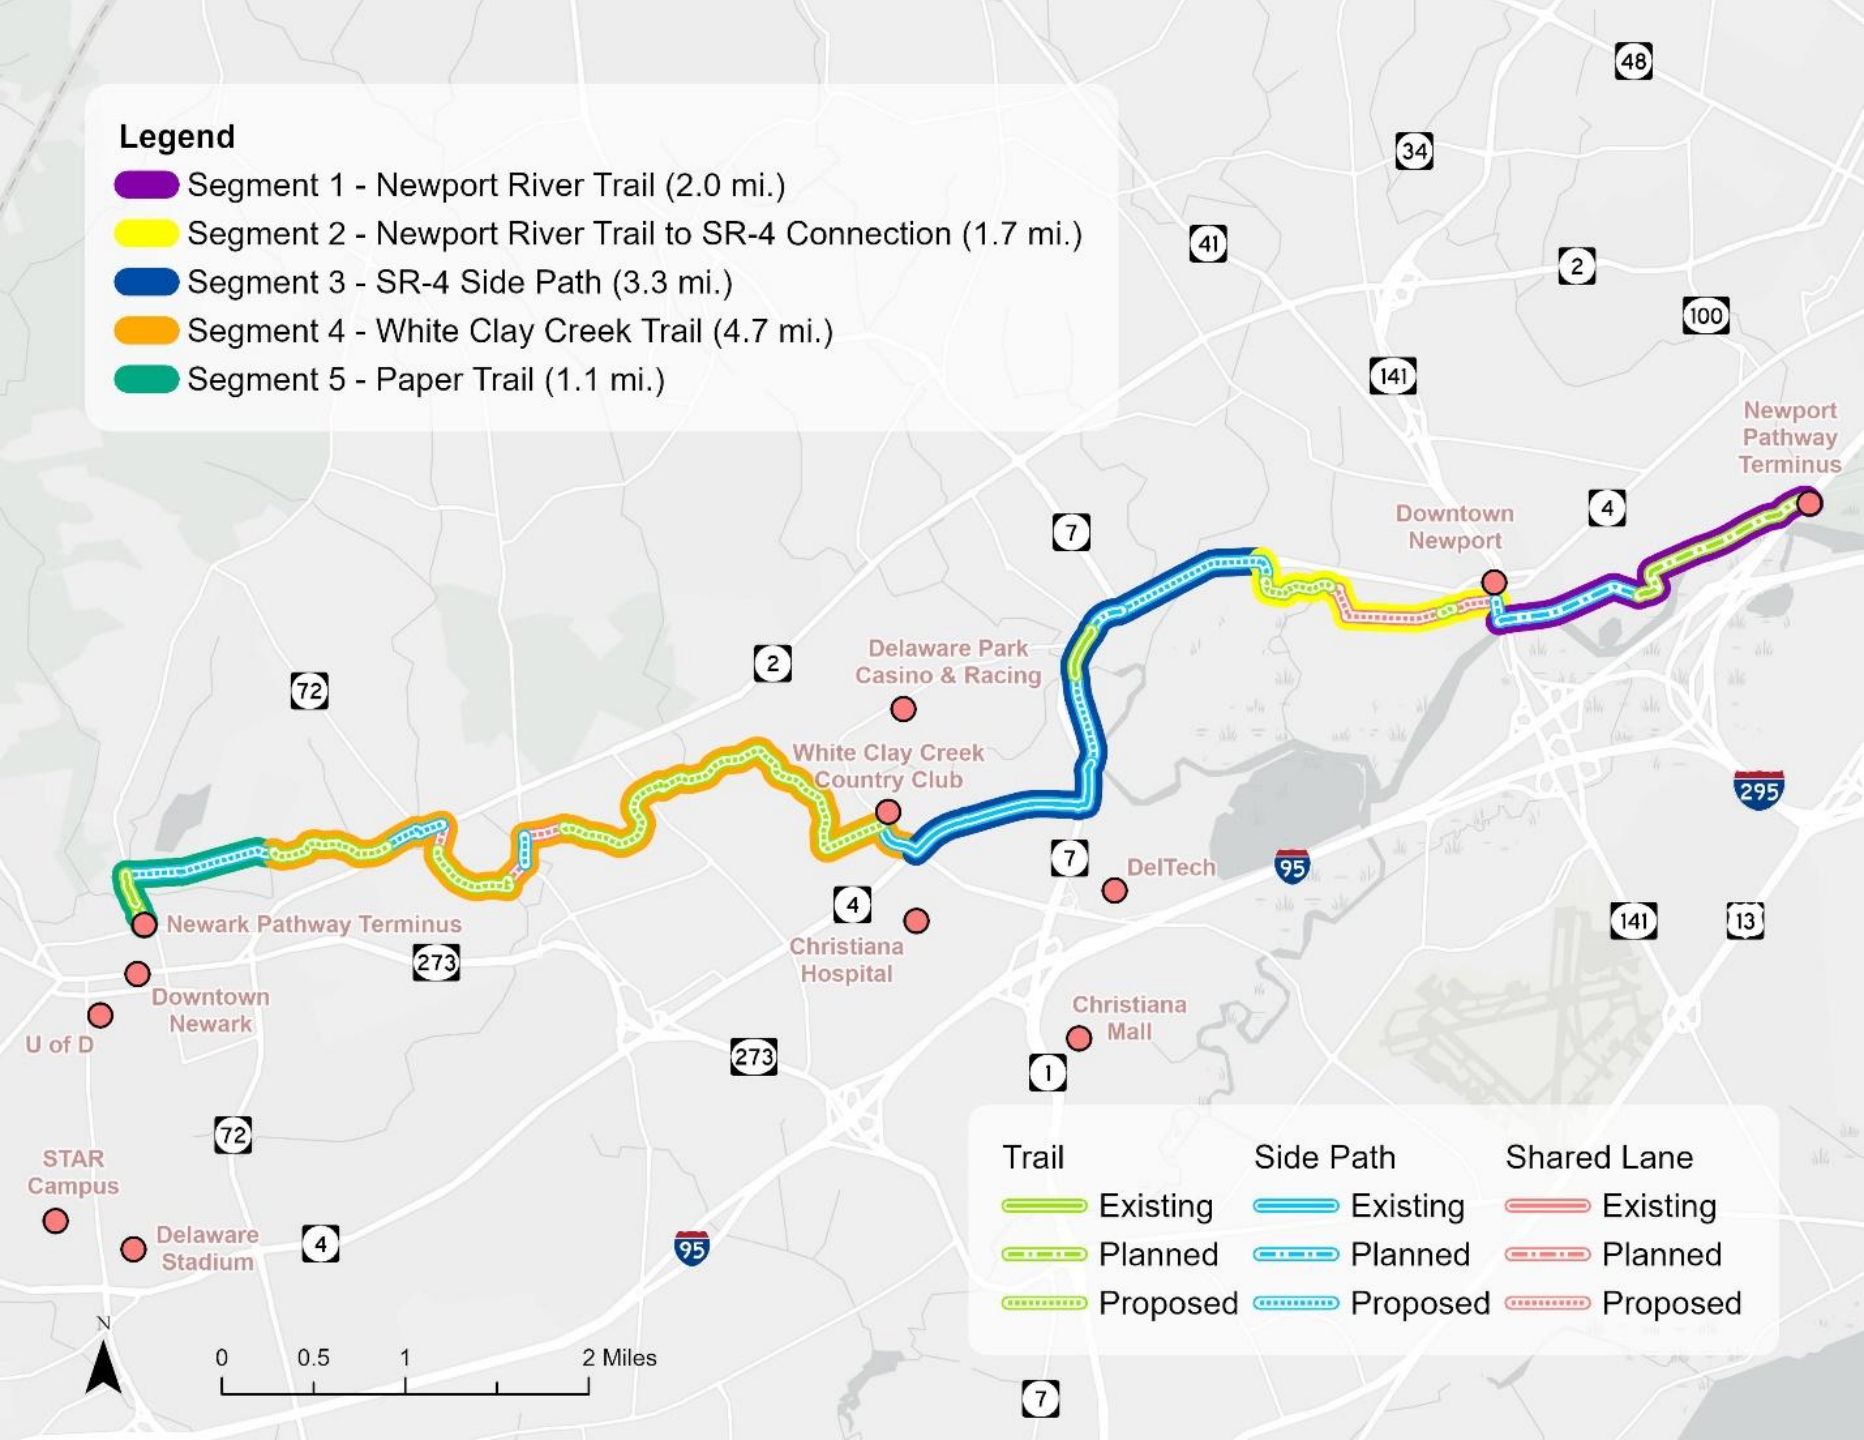 Legend
Segment 1 - Newport River Trail (2.0 mi.)
Segment 2 - Newport River Trail to SR-4 Connection (1.7 mi.)
Segment 3 - SR-4 Side Path (3.3 mi.)
Segment 4 - White Clay Creek Trail (4.7 mi.)
Segment 5 - Paper Trail (1.1 mi.)
48
34
41
2
100
141
Newport
Pathway
Terminus
4
Downtown
Newport
7
Delaware Park
Casino & Racing
2
72
White Clay Creek
Country Club
295
7
DelTech
95
4
141
13
Newark Pathway Terminus
273
Christiana
Hospital
Downtown
Newark
U of D
Christiana
Mall
273
1
72
STAR
Campus
Delaware
Stadium
4
95
Trail
Existing
Planned
Proposed
Side Path
Existing
Planned
Proposed
Shared Lane
Existing
Planned
Proposed
N
0 0.5 1 2 Miles
7